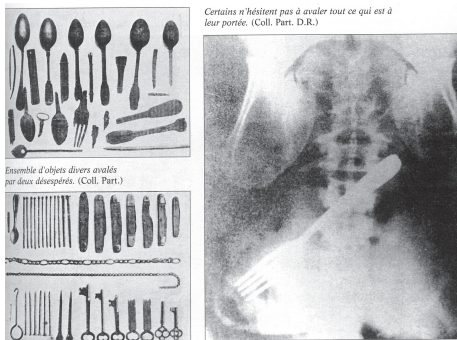 Certains n'hésitent pas à avaler tout ce qui est à
leur portée. (Coll. Part. D.R.)
Ensemble d'objets divers avalés
par deux désespérés. (Coll. Part.)